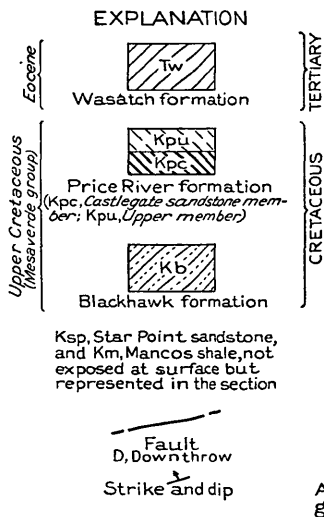 EXPLANATION
Eocene
Tw
Wasatch formation
TERTIARY
Upper Cretaceous
(Mesaverde group)
Kpu
Kpc
Price River formation
(Kpc, Castlegate sandstone mem-
ber; Kpu, Upper member)
Kb
Blackhawk formation
CRETACEOUS
Ksp, Star Point sandstone,
and Km, Mancos shale, not
exposed at surface but
represented in the section
Fault
D, Downthrow
Strike and dip
A
g